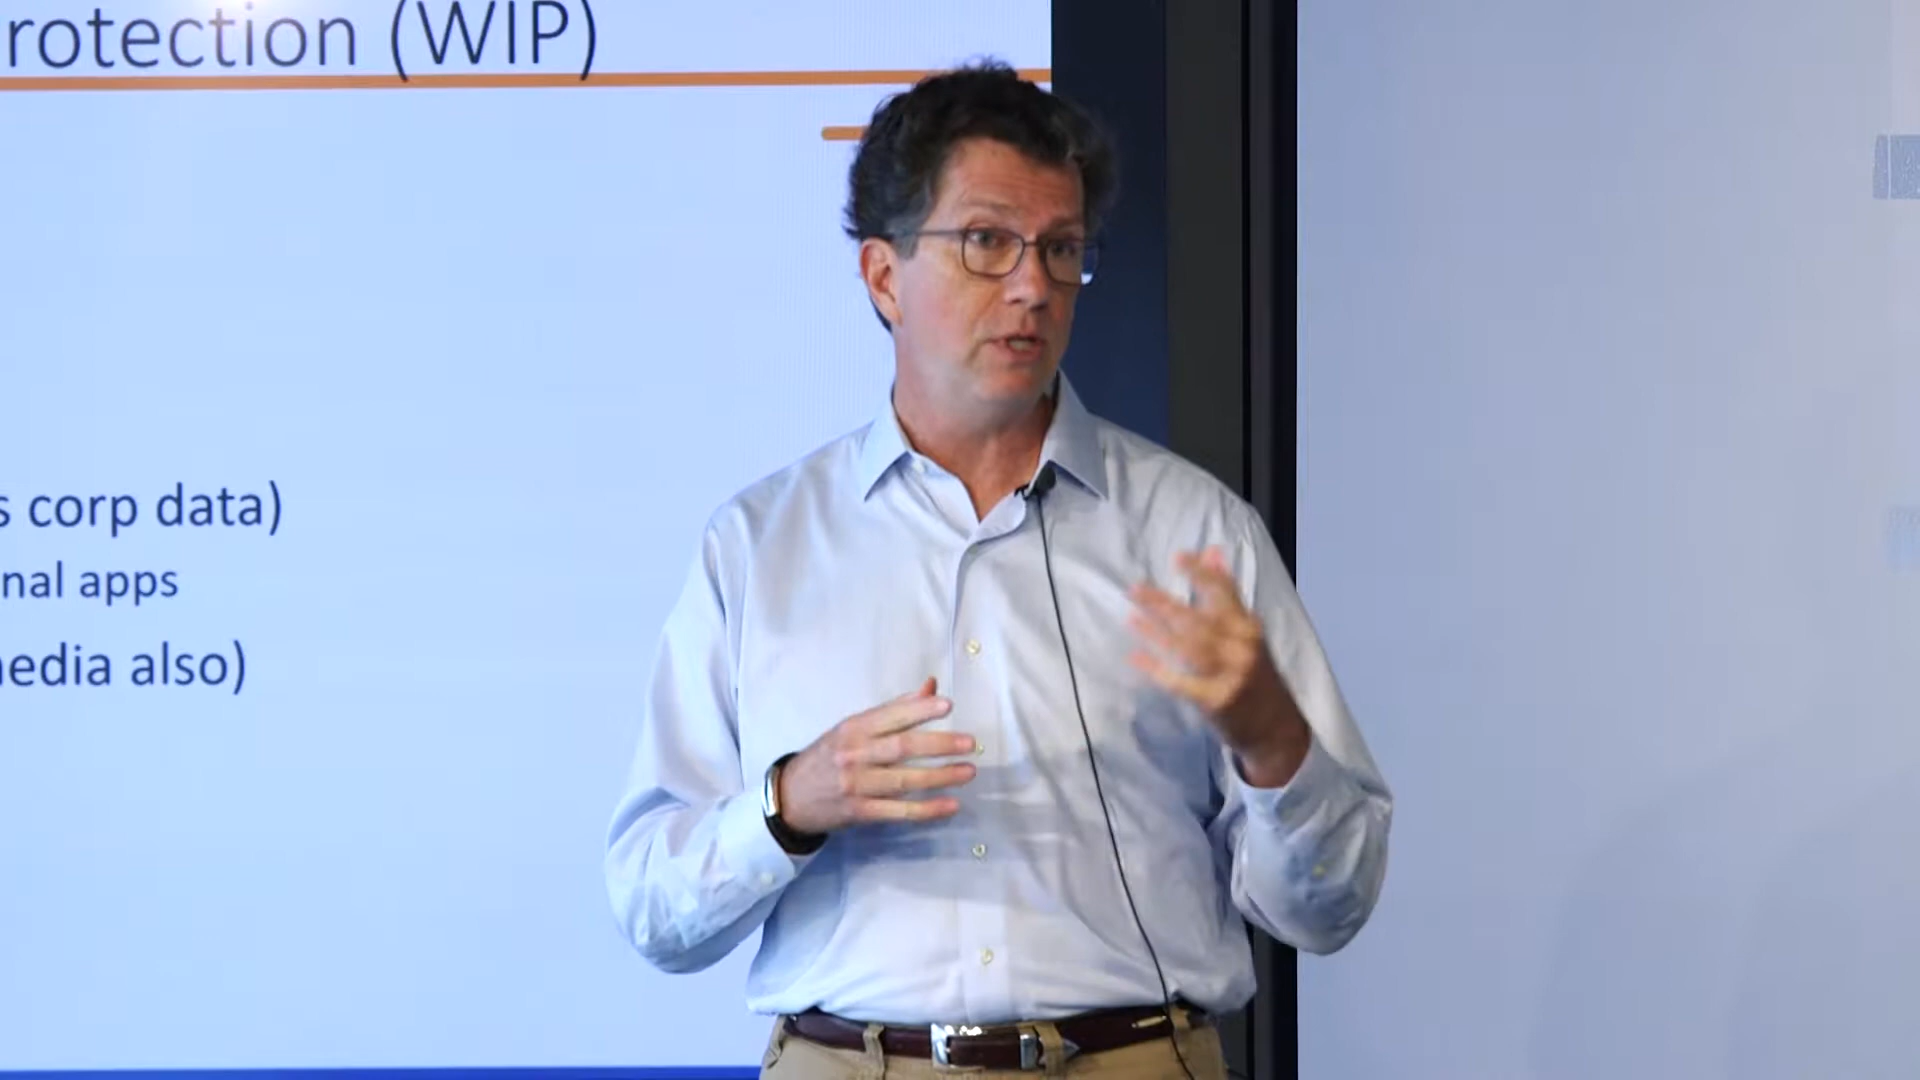 rotection (WIP)
s corp data)
nal apps
edia also)